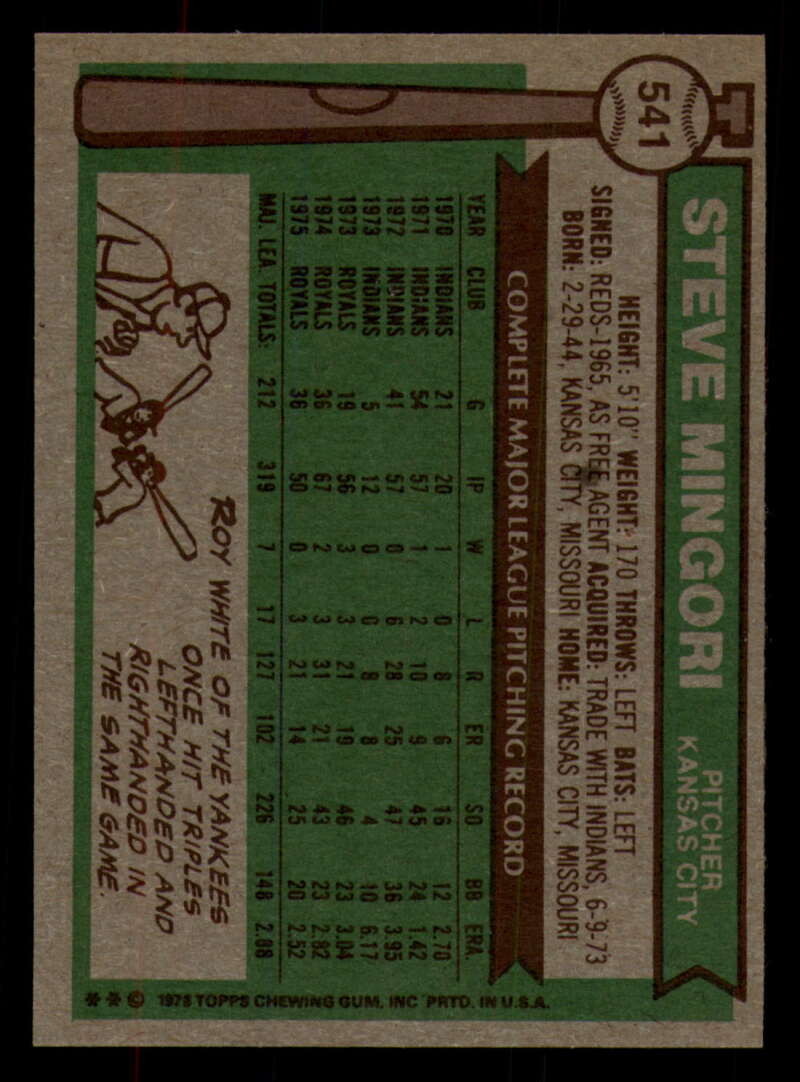 541
STEVE MINGORI
PITCHER
KANSAS CITY
HEIGHT: 5'10" WEIGHT: 170 THROWS: LEFT BATS: LEFT
SIGNED: REDS-1965, AS FREE AGENT ACQUIRED: TRADE WITH INDIANS, 6-9-73
BORN: 2-29-44, KANSAS CITY, MISSOURI HOME: KANSAS CITY, MISSOURI
COMPLETE MAJOR LEAGUE PITCHING RECORD
YEAR CLUB G IP W L R ER SO BB ERA.
1970 INDIANS 21 20 1 0 8 6 16 12 2.70
1971 INDIANS 54 57 1 2 10 9 45 24 1.42
1972 INDIANS 41 57 0 6 28 25 47 36 3.95
1973 INDIANS 5 12 0 0 8 8 4 10 6.17
1973 ROYALS 19 56 3 3 21 19 46 23 3.04
1974 ROYALS 36 67 2 3 31 21 43 23 2.82
1975 ROYALS 36 50 0 3 21 14 25 20 2.52
MAJ. LEA. TOTALS: 212 319 7 17 127 102 226 148 2.88
ROY WHITE OF THE YANKEES
ONCE HIT TRIPLES
LEFTHANDED AND
RIGHTHANDED IN
THE SAME GAME.
** © 1976 TOPPS CHEWING GUM, INC PRTD. IN U.S.A.